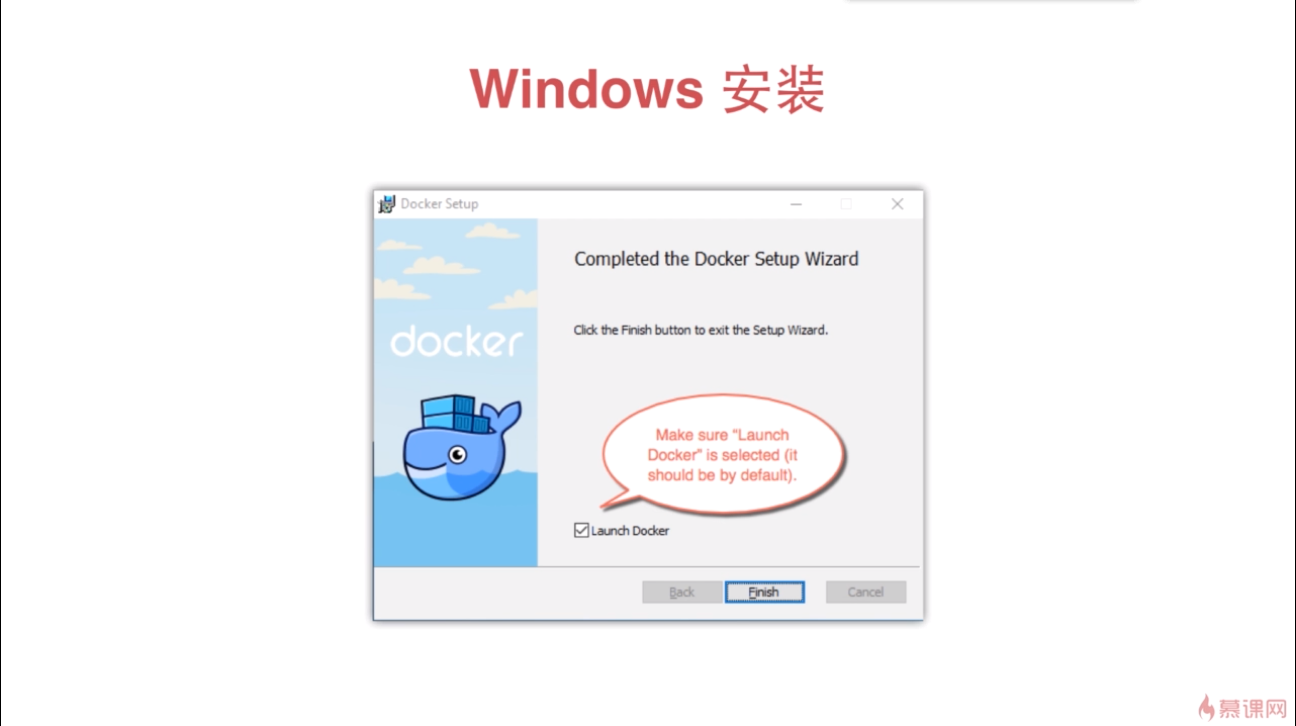 Windows 安装
Docker Setup
Completed the Docker Setup Wizard
Click the Finish button to exit the Setup Wizard.
docker
Make sure “Launch
Docker” is selected (it
should be by default).
Launch Docker
Back
Finish
Cancel
慕课网